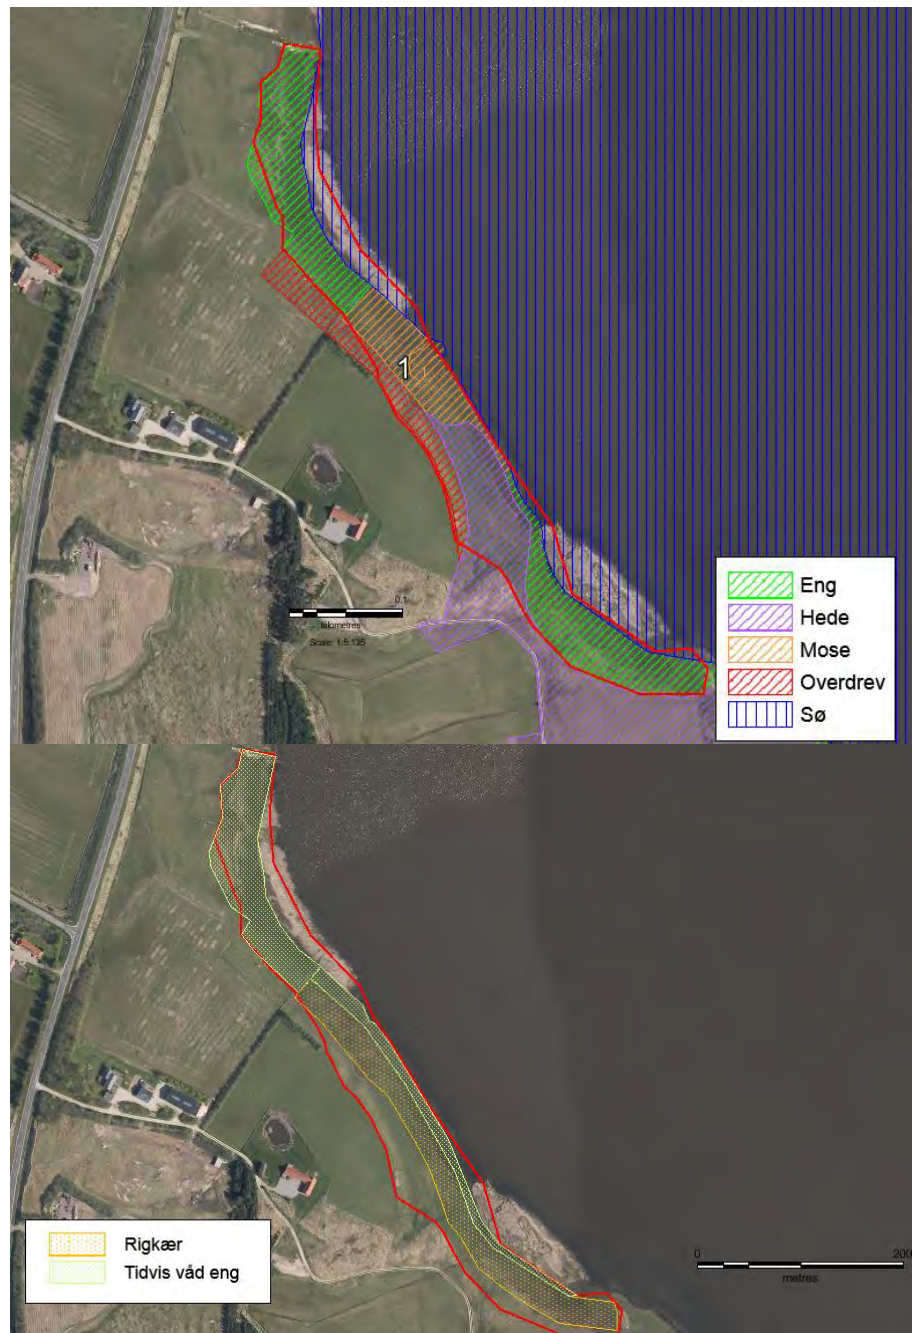 1
0.1
kilometres
Scale: 1:5.135
Eng
Hede
Mose
Overdrev
Sø
Rigkær
Tidvis våd eng
0
200
metres